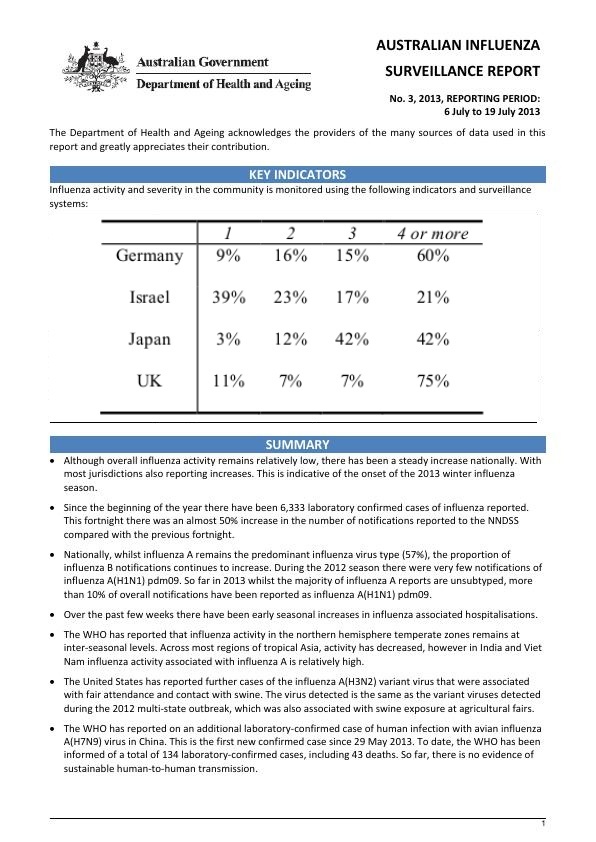 Australian Government
Department of Health and Ageing
AUSTRALIAN INFLUENZA
SURVEILLANCE REPORT
No. 3, 2013, REPORTING PERIOD:
6 July to 19 July 2013
The Department of Health and Ageing acknowledges the providers of the many sources of data used in this
report and greatly appreciates their contribution.
KEY INDICATORS
Influenza activity and severity in the community is monitored using the following indicators and surveillance
systems:
1 2 3 4 or more
Germany 9% 16% 15% 60%
Israel 39% 23% 17% 21%
Japan 3% 12% 42% 42%
UK 11% 7% 7% 75%
SUMMARY
• Although overall influenza activity remains relatively low, there has been a steady increase nationally. With
most jurisdictions also reporting increases. This is indicative of the onset of the 2013 winter influenza
season.
• Since the beginning of the year there have been 6,333 laboratory confirmed cases of influenza reported.
This fortnight there was an almost 50% increase in the number of notifications reported to the NNDSS
compared with the previous fortnight.
• Nationally, whilst influenza A remains the predominant influenza virus type (57%), the proportion of
influenza B notifications continues to increase. During the 2012 season there were very few notifications of
influenza A(H1N1) pdm09. So far in 2013 whilst the majority of influenza A reports are unsubtyped, more
than 10% of overall notifications have been reported as influenza A(H1N1) pdm09.
• Over the past few weeks there have been early seasonal increases in influenza associated hospitalisations.
• The WHO has reported that influenza activity in the northern hemisphere temperate zones remains at
inter-seasonal levels. Across most regions of tropical Asia, activity has decreased, however in India and Viet
Nam influenza activity associated with influenza A is relatively high.
• The United States has reported further cases of the influenza A(H3N2) variant virus that were associated
with fair attendance and contact with swine. The virus detected is the same as the variant viruses detected
during the 2012 multi-state outbreak, which was also associated with swine exposure at agricultural fairs.
• The WHO has reported on an additional laboratory-confirmed case of human infection with avian influenza
A(H7N9) virus in China. This is the first new confirmed case since 29 May 2013. To date, the WHO has been
informed of a total of 134 laboratory-confirmed cases, including 43 deaths. So far, there is no evidence of
sustainable human-to-human transmission.
1